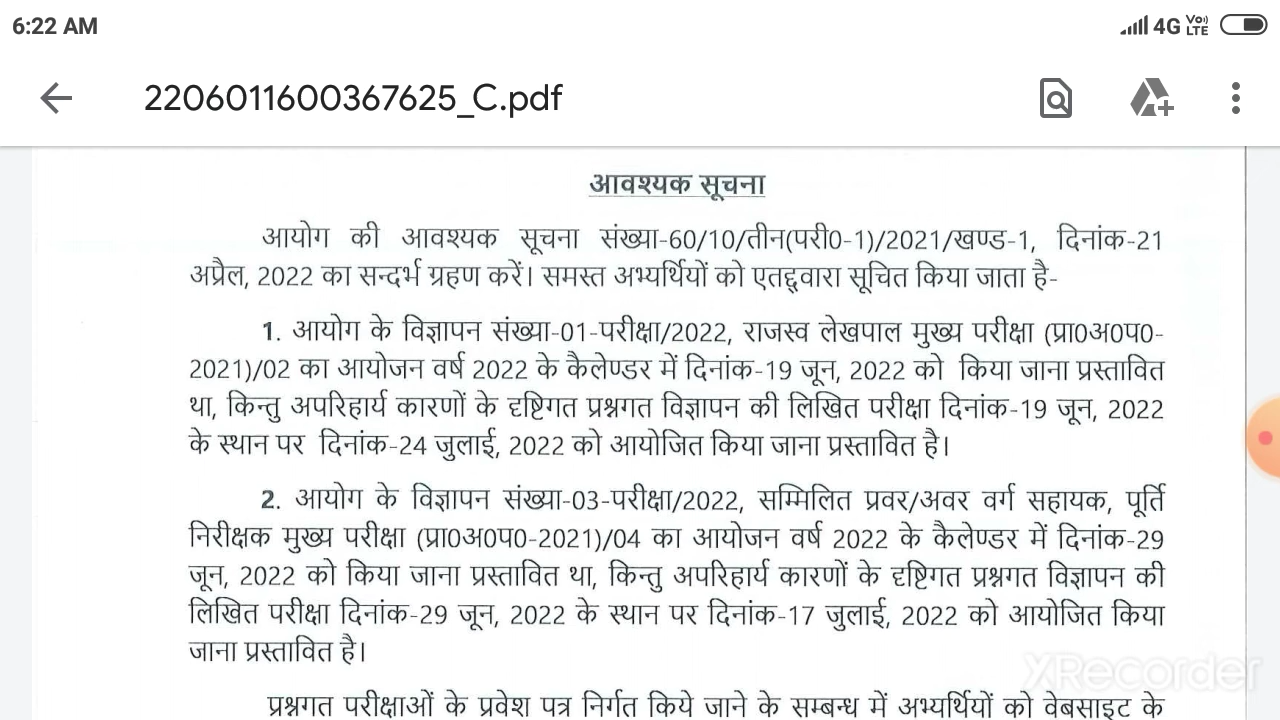 6:22 AM
4G VoLTE
2206011600367625_C.pdf
आवश्यक सूचना
आयोग की आवश्यक सूचना संख्या-60/10/तीन(परी0-1)/2021/खण्ड-1, दिनांक-21
अप्रैल, 2022 का सन्दर्भ ग्रहण करें। समस्त अभ्यर्थियों को एतद्द्वारा सूचित किया जाता है-
1. आयोग के विज्ञापन संख्या-01-परीक्षा/2022, राजस्व लेखपाल मुख्य परीक्षा (प्रा0अ0प0-
2021)/02 का आयोजन वर्ष 2022 के कैलेण्डर में दिनांक-19 जून, 2022 को किया जाना प्रस्तावित
था, किन्तु अपरिहार्य कारणों के दृष्टिगत प्रश्नगत विज्ञापन की लिखित परीक्षा दिनांक-19 जून, 2022
के स्थान पर दिनांक-24 जुलाई, 2022 को आयोजित किया जाना प्रस्तावित है।
2. आयोग के विज्ञापन संख्या-03-परीक्षा/2022, सम्मिलित प्रवर/अवर वर्ग सहायक, पूर्ति
निरीक्षक मुख्य परीक्षा (प्रा0अ0प0-2021)/04 का आयोजन वर्ष 2022 के कैलेण्डर में दिनांक-29
जून, 2022 को किया जाना प्रस्तावित था, किन्तु अपरिहार्य कारणों के दृष्टिगत प्रश्नगत विज्ञापन की
लिखित परीक्षा दिनांक-29 जून, 2022 के स्थान पर दिनांक-17 जुलाई, 2022 को आयोजित किया
जाना प्रस्तावित है।
XRecorder
प्रश्नगत परीक्षाओं के प्रवेश पत्र निर्गत किये जाने के सम्बन्ध में अभ्यर्थियों को वेबसाइट के